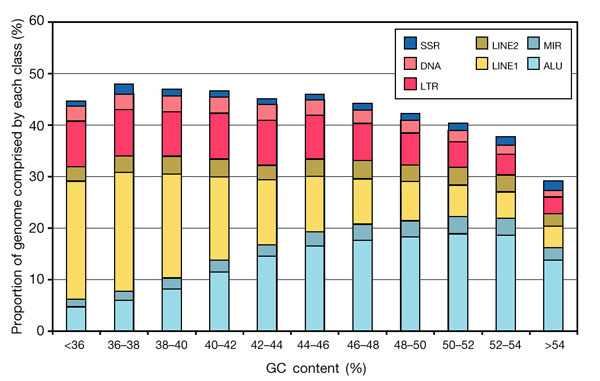 Proportion of genome comprised by each class (%)
60
50
40
30
20
10
0
SSR
LINE2
MIR
DNA
LINE1
ALU
LTR
<36
36–38
38–40
40–42
42–44
44–46
46–48
48–50
50–52
52–54
>54
GC content (%)